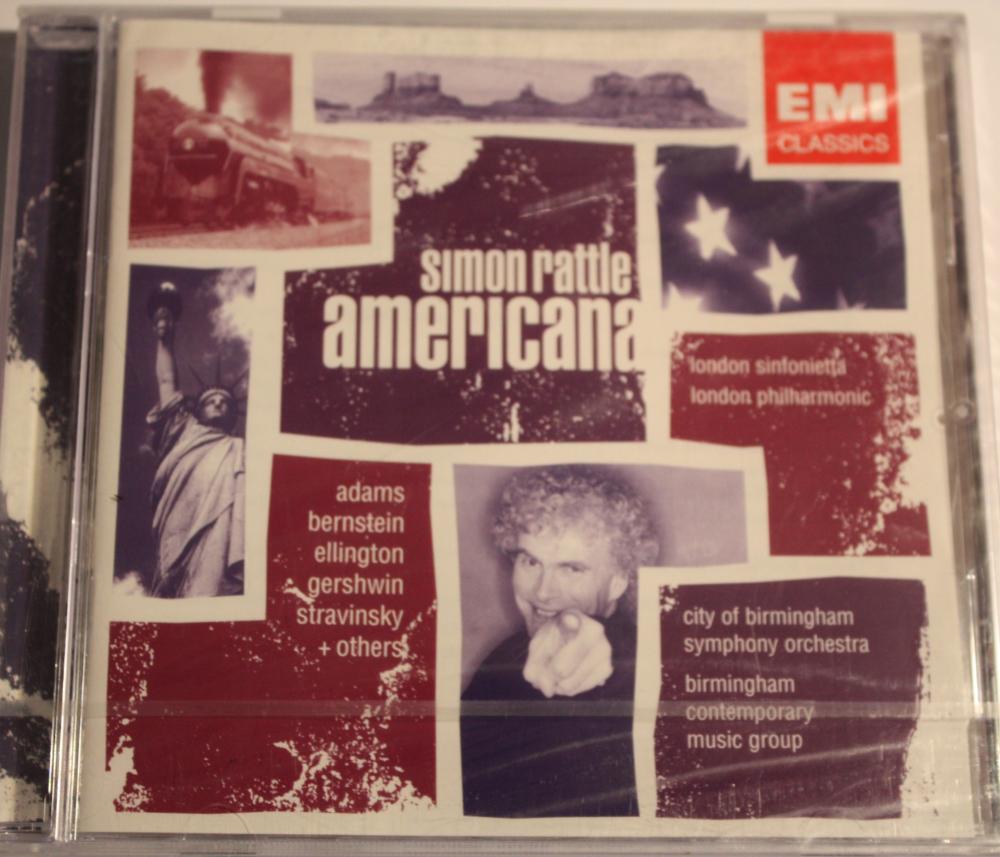 EMI
CLASSICS
simon rattle
americana
london sinfonietta
london philharmonic
adams
bernstein
ellington
gershwin
stravinsky
+ others
city of birmingham
symphony orchestra
birmingham
contemporary
music group